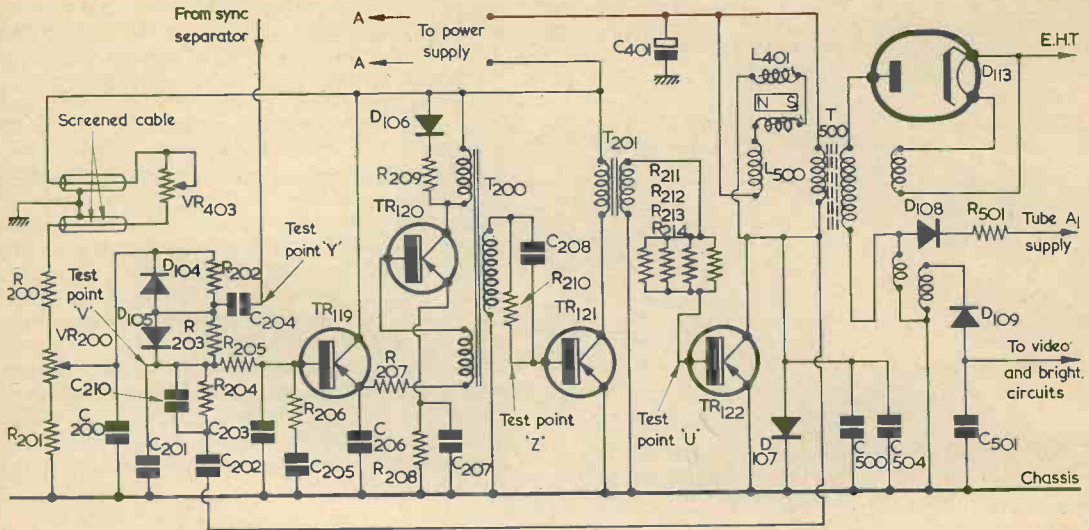 From sync
separator
A
To power
supply
A
C401
L401
N S
L500
T
500
E.H.T
D113
Screened cable
VR403
D106
R209
T200
TR120
T201
R211
R212
R213
R214
D108
R501
Tube A1
supply
R
200
Test
point
'V'
D104
R202
Test
point 'Y'
D105
C204
VR200
R
203
R205
TR119
C208
R210
TR121
D109
C210
R204
R
207
To video
and bright.
circuits
R201
C
200
C201
C203
C202
R206
C205
C
206
R
208
C207
Test point
'Z'
Test
point 'U'
TR122
D
107
C
500
C
504
C501
Chassis